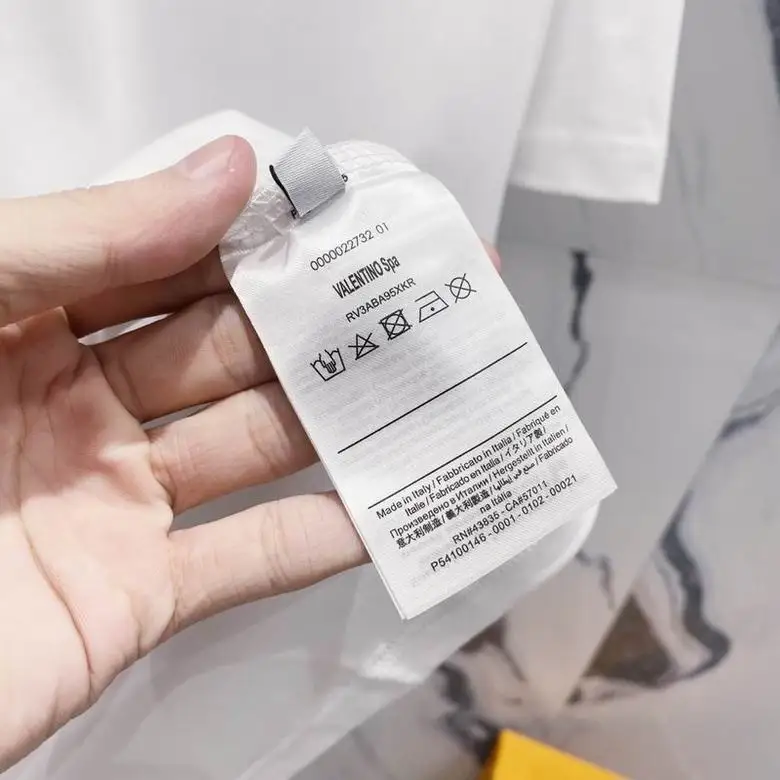 0000022732 01
VALENTINO Spa
RV3ABA95XKR
Made in Italy / Fabbricato in Italia / Fabriqué en
Italie / Fabricado en Italia / イタリア製 /
Произведено в Италии / Hergestellt in Italien /
意大利制造 / 義大利製造 / صنع في إيطاليا / Fabricado
na Itália
RN#43835 - CA#57011
P54100146 - 0001 - 0102 - 00021